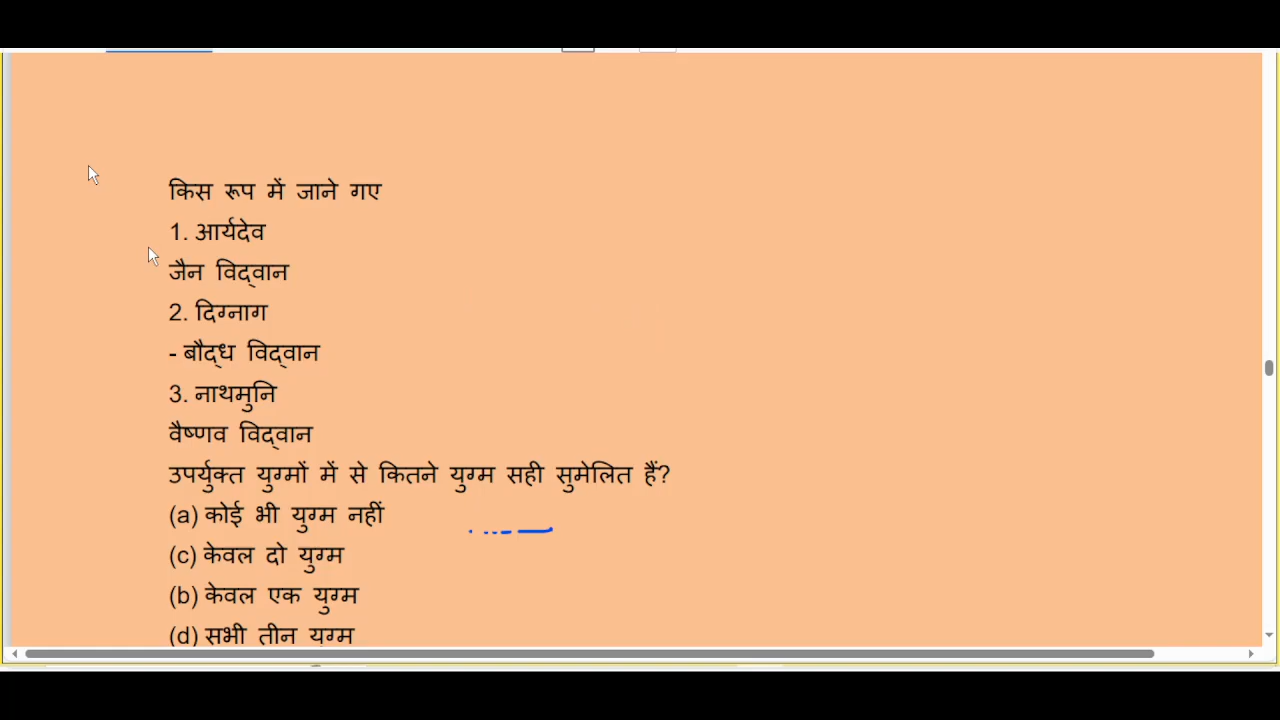 किस रूप में जाने गए
1. आर्यदेव
जैन विद्वान
2. दिग्नाग
- बौद्ध विद्वान
3. नाथमुनि
वैष्णव विद्वान
उपर्युक्त युग्मों में से कितने युग्म सही सुमेलित हैं?
(a) कोई भी युग्म नहीं
(c) केवल दो युग्म
(b) केवल एक युग्म
(d) सभी तीन युग्म